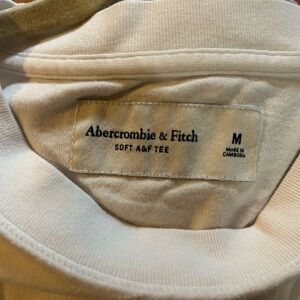 Abercrombie & Fitch
SOFT A&F TEE
M
MADE IN
CAMBODIA